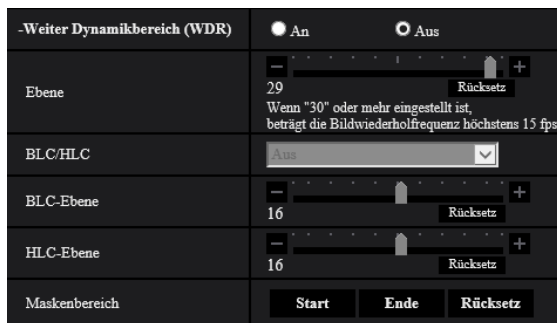 -Weiter Dynamikbereich (WDR) An Aus
Ebene
29 Rücksetz
Wenn "30" oder mehr eingestellt ist,
beträgt die Bildwiederholfrequenz höchstens 15 fps
BLC/HLC Aus
BLC-Ebene
16 Rücksetz
HLC-Ebene
16 Rücksetz
Maskenbereich Start Ende Rücksetz